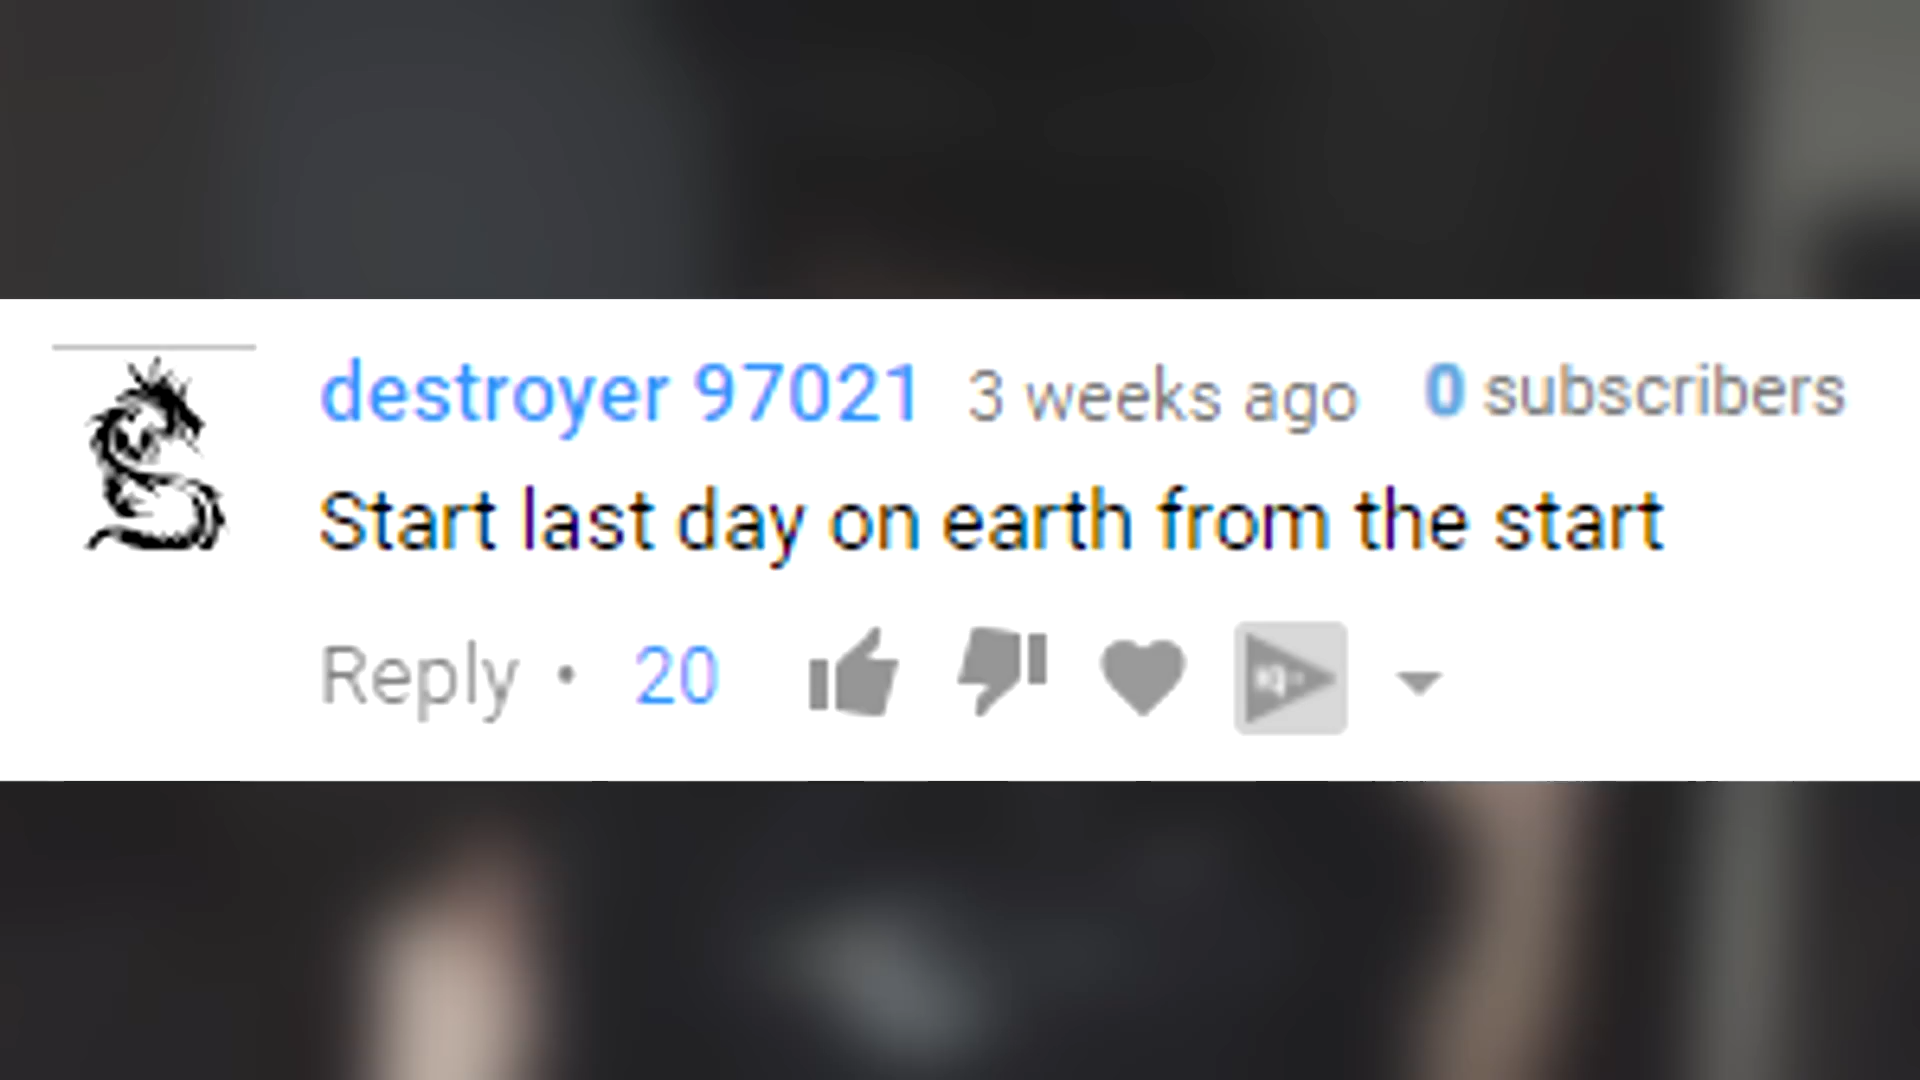 destroyer 97021 3 weeks ago 0 subscribers
Start last day on earth from the start
Reply • 20